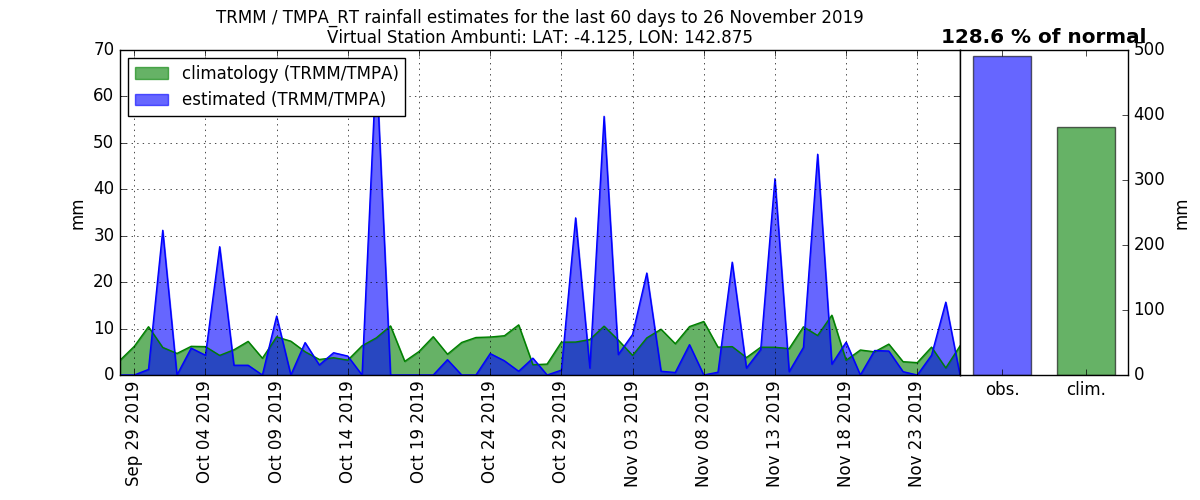 TRMM / TMPA_RT rainfall estimates for the last 60 days to 26 November 2019
Virtual Station Ambunti: LAT: -4.125, LON: 142.875
128.6 % of normal
climatology (TRMM/TMPA)
estimated (TRMM/TMPA)
70
60
50
40
30
20
10
0
mm
Sep 29 2019
Oct 04 2019
Oct 09 2019
Oct 14 2019
Oct 19 2019
Oct 24 2019
Oct 29 2019
Nov 03 2019
Nov 08 2019
Nov 13 2019
Nov 18 2019
Nov 23 2019
obs.
clim.
500
400
300
200
100
0
mm